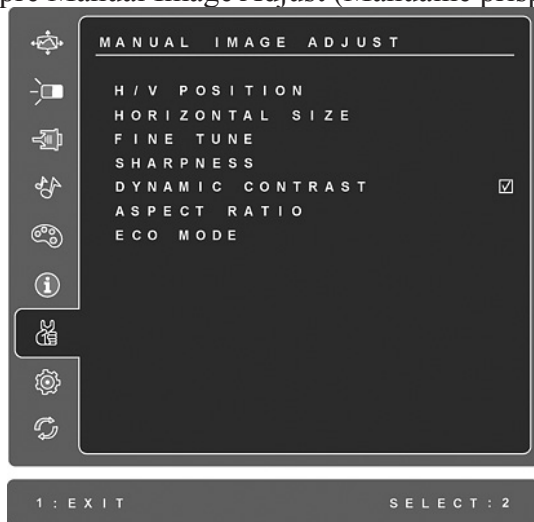 pre Manual Image Adjust (Manuálne prisp
MANUAL IMAGE ADJUST
H/V POSITION
HORIZONTAL SIZE
FINE TUNE
SHARPNESS
DYNAMIC CONTRAST ☑
ASPECT RATIO
ECO MODE
1:EXIT SELECT:2